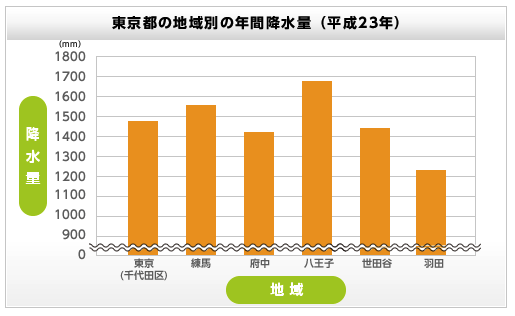 東京都の地域別の年間降水量（平成23年）
(mm)
1800
1700
1600
1500
1400
1300
1200
1100
1000
900
0
降水量
東京
(千代田区)
練馬
府中
八王子
世田谷
羽田
地域